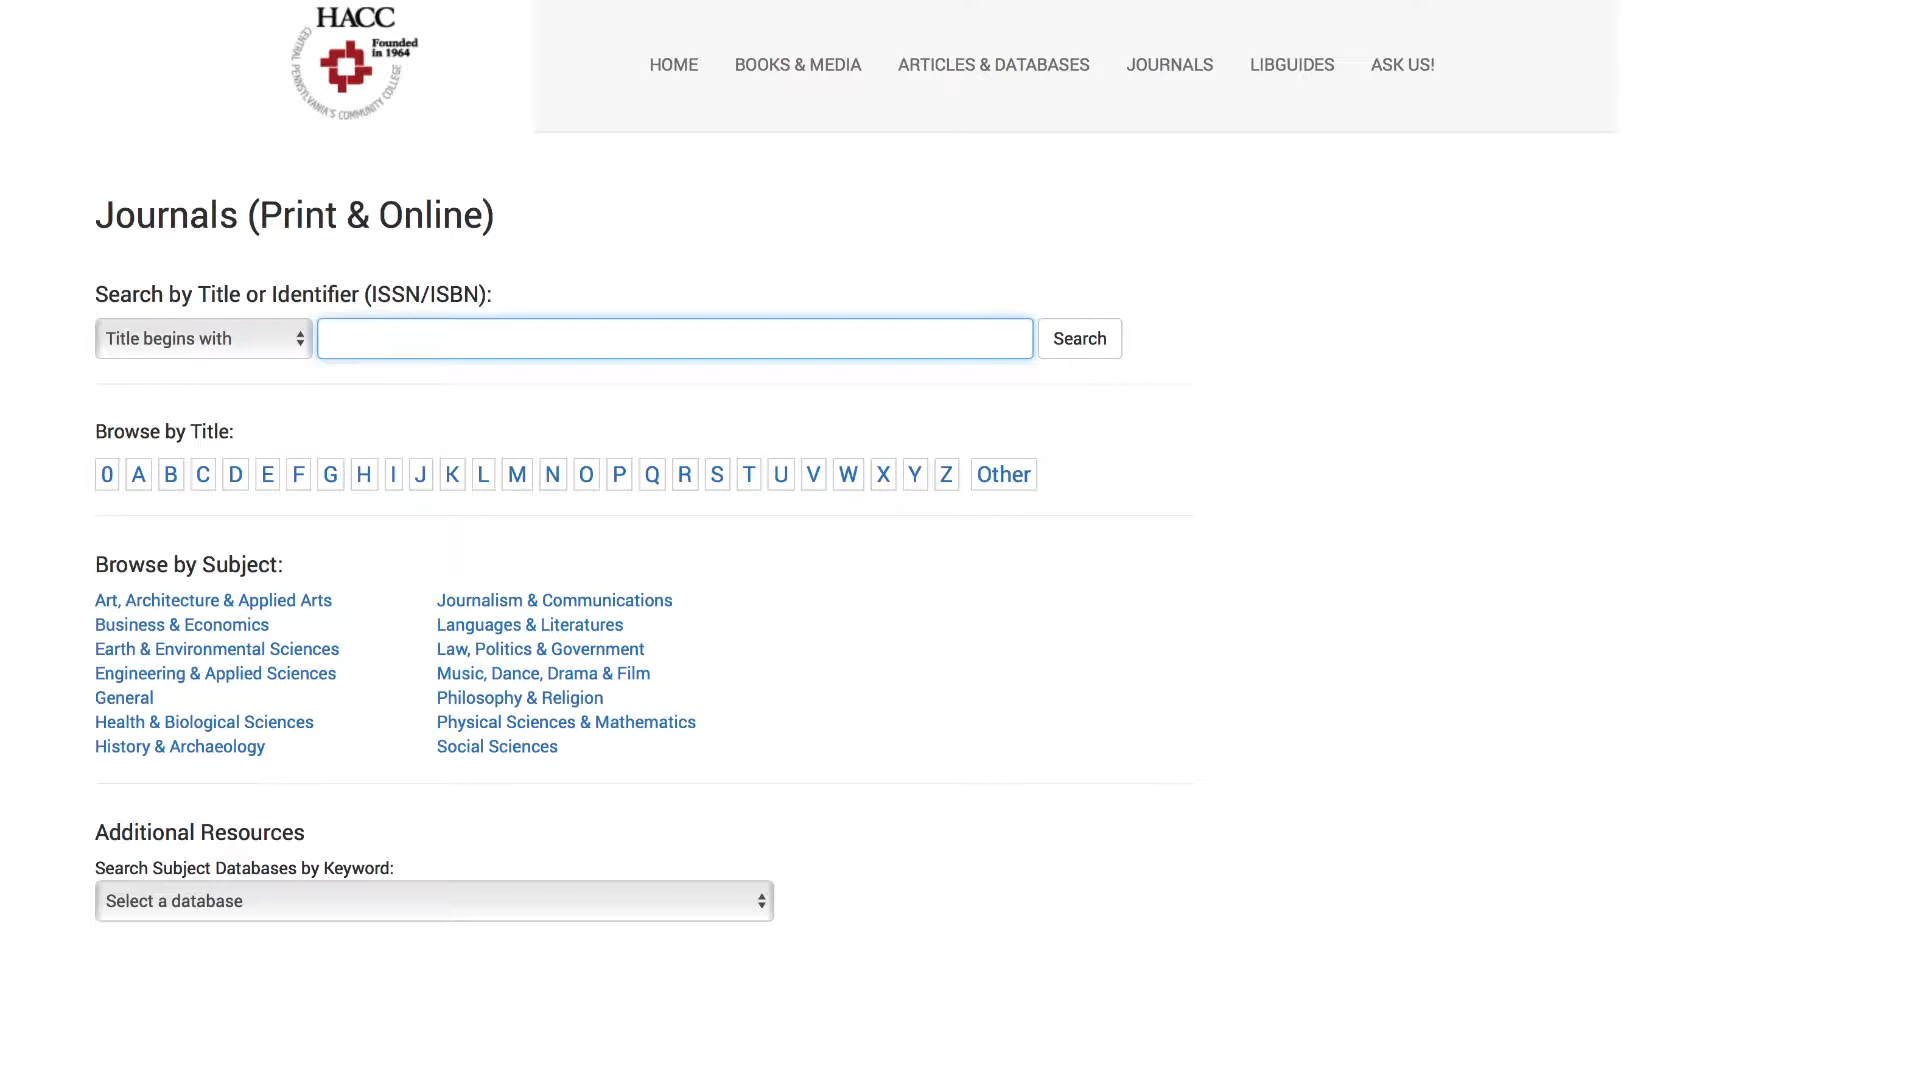 HACC
Founded
in 1964
CENTRAL PENNSYLVANIA'S COMMUNITY COLLEGE
HOME BOOKS & MEDIA ARTICLES & DATABASES JOURNALS LIBGUIDES ASK US!
Journals (Print & Online)
Search by Title or Identifier (ISSN/ISBN):
Title begins with Search
Browse by Title:
0 A B C D E F G H I J K L M N O P Q R S T U V W X Y Z Other
Browse by Subject:
Art, Architecture & Applied Arts
Business & Economics
Earth & Environmental Sciences
Engineering & Applied Sciences
General
Health & Biological Sciences
History & Archaeology
Journalism & Communications
Languages & Literatures
Law, Politics & Government
Music, Dance, Drama & Film
Philosophy & Religion
Physical Sciences & Mathematics
Social Sciences
Additional Resources
Search Subject Databases by Keyword:
Select a database